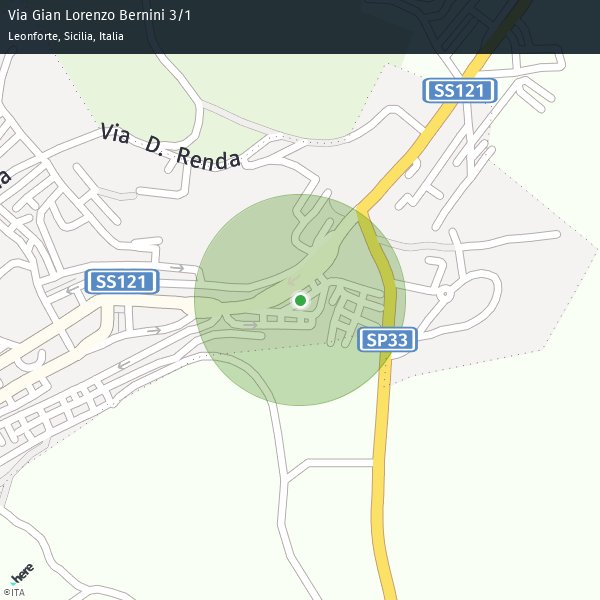 Via Gian Lorenzo Bernini 3/1
Leonforte, Sicilia, Italia
SS121
Via D. Renda
SS121
SP33
here
©ITA